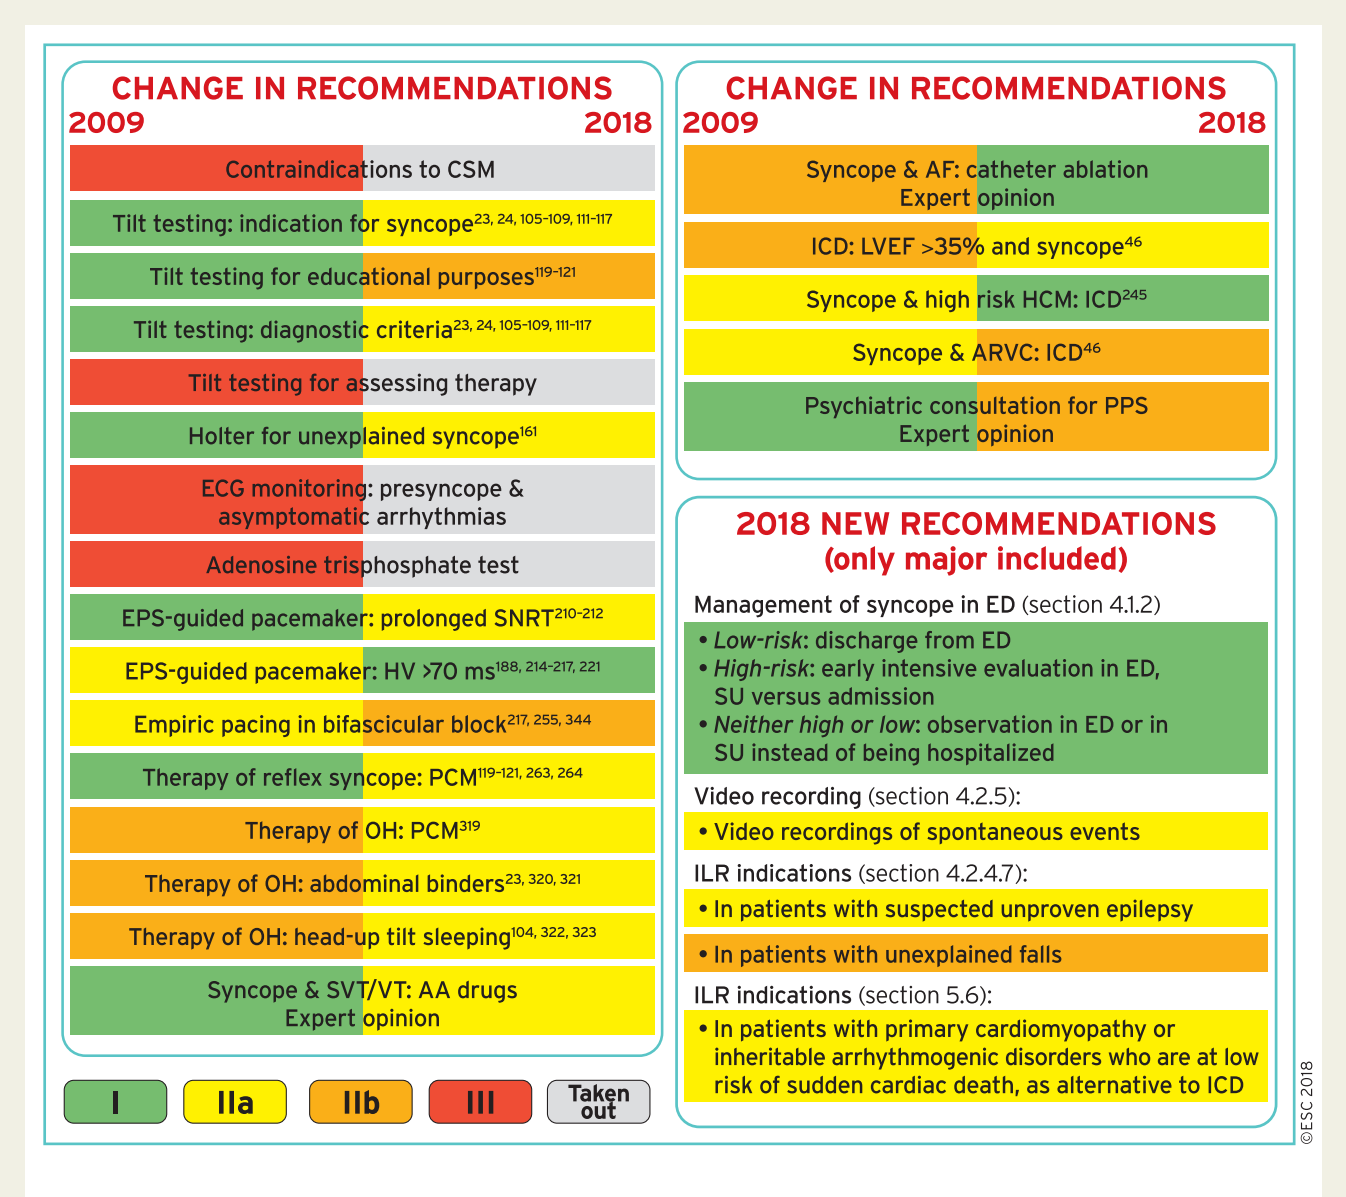 CHANGE IN RECOMMENDATIONS
2009 2018
Contraindications to CSM
Tilt testing: indication for syncope23, 24, 105–109, 111–117
Tilt testing for educational purposes119–121
Tilt testing: diagnostic criteria23, 24, 105–109, 111–117
Tilt testing for assessing therapy
Holter for unexplained syncope161
ECG monitoring: presyncope &
asymptomatic arrhythmias
Adenosine trisphosphate test
EPS-guided pacemaker: prolonged SNRT210–212
EPS-guided pacemaker: HV >70 ms188, 214–217, 221
Empiric pacing in bifascicular block217, 255, 344
Therapy of reflex syncope: PCM119–121, 263, 264
Therapy of OH: PCM319
Therapy of OH: abdominal binders23, 320, 321
Therapy of OH: head-up tilt sleeping104, 322, 323
Syncope & SVT/VT: AA drugs
Expert opinion
I IIa IIb III Taken
out
CHANGE IN RECOMMENDATIONS
2009 2018
Syncope & AF: catheter ablation
Expert opinion
ICD: LVEF >35% and syncope46
Syncope & high risk HCM: ICD245
Syncope & ARVC: ICD46
Psychiatric consultation for PPS
Expert opinion
2018 NEW RECOMMENDATIONS
(only major included)
Management of syncope in ED (section 4.1.2)
• Low-risk: discharge from ED
• High-risk: early intensive evaluation in ED,
SU versus admission
• Neither high or low: observation in ED or in
SU instead of being hospitalized
Video recording (section 4.2.5):
• Video recordings of spontaneous events
ILR indications (section 4.2.4.7):
• In patients with suspected unproven epilepsy
• In patients with unexplained falls
ILR indications (section 5.6):
• In patients with primary cardiomyopathy or
inheritable arrhythmogenic disorders who are at low
risk of sudden cardiac death, as alternative to ICD
©ESC 2018